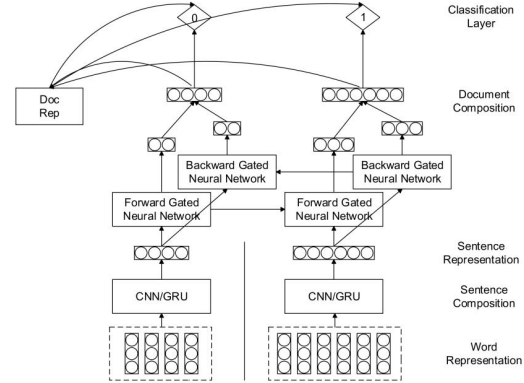 Classification
Layer
0
1
Doc
Rep
Document
Composition
Backward Gated
Neural Network
Backward Gated
Neural Network
Forward Gated
Neural Network
Forward Gated
Neural Network
Sentence
Representation
CNN/GRU
CNN/GRU
Sentence
Composition
Word
Representation